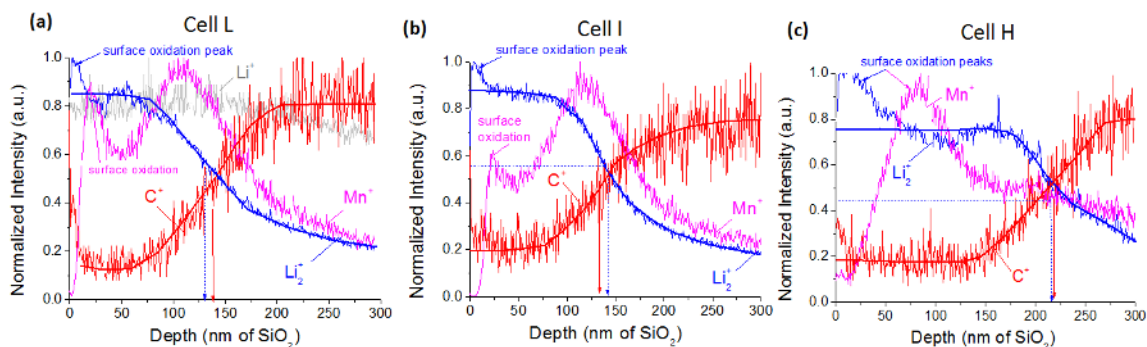 (a)
Cell L
surface oxidation peak
Li⁺
surface oxidation
C⁺
Mn⁺
Li₂⁺
Normalized Intensity (a.u.)
1.0
0.8
0.6
0.4
0.2
0.0
0 50 100 150 200 250 300
Depth (nm of SiO₂)
(b)
Cell I
surface oxidation peak
surface
oxidation
C⁺
Mn⁺
Li₂⁺
Normalized Intensity (a.u.)
1.0
0.8
0.6
0.4
0.2
0.0
0 50 100 150 200 250 300
Depth (nm of SiO₂)
(c)
Cell H
surface oxidation peaks
Mn⁺
Li₂⁺
C⁺
Normalized Intensity (a.u.)
1.0
0.8
0.6
0.4
0.2
0.0
0 50 100 150 200 250 300
Depth (nm of SiO₂)